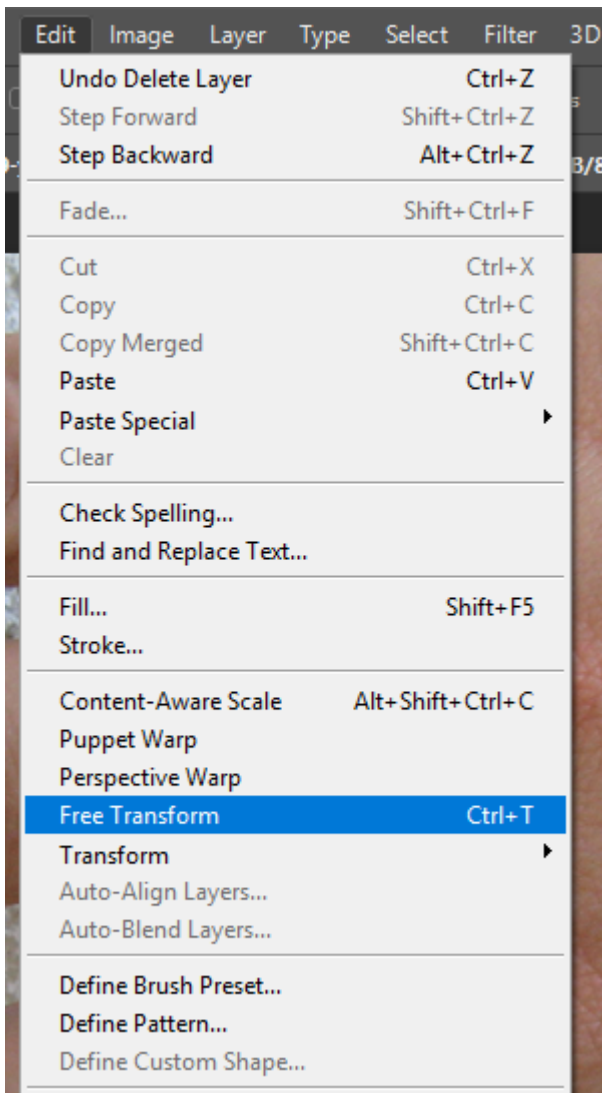 Edit Image Layer Type Select Filter 3D
Undo Delete Layer Ctrl+Z
Step Forward Shift+Ctrl+Z
Step Backward Alt+Ctrl+Z
Fade... Shift+Ctrl+F
Cut Ctrl+X
Copy Ctrl+C
Copy Merged Shift+Ctrl+C
Paste Ctrl+V
Paste Special
Clear
Check Spelling...
Find and Replace Text...
Fill... Shift+F5
Stroke...
Content-Aware Scale Alt+Shift+Ctrl+C
Puppet Warp
Perspective Warp
Free Transform Ctrl+T
Transform
Auto-Align Layers...
Auto-Blend Layers...
Define Brush Preset...
Define Pattern...
Define Custom Shape...